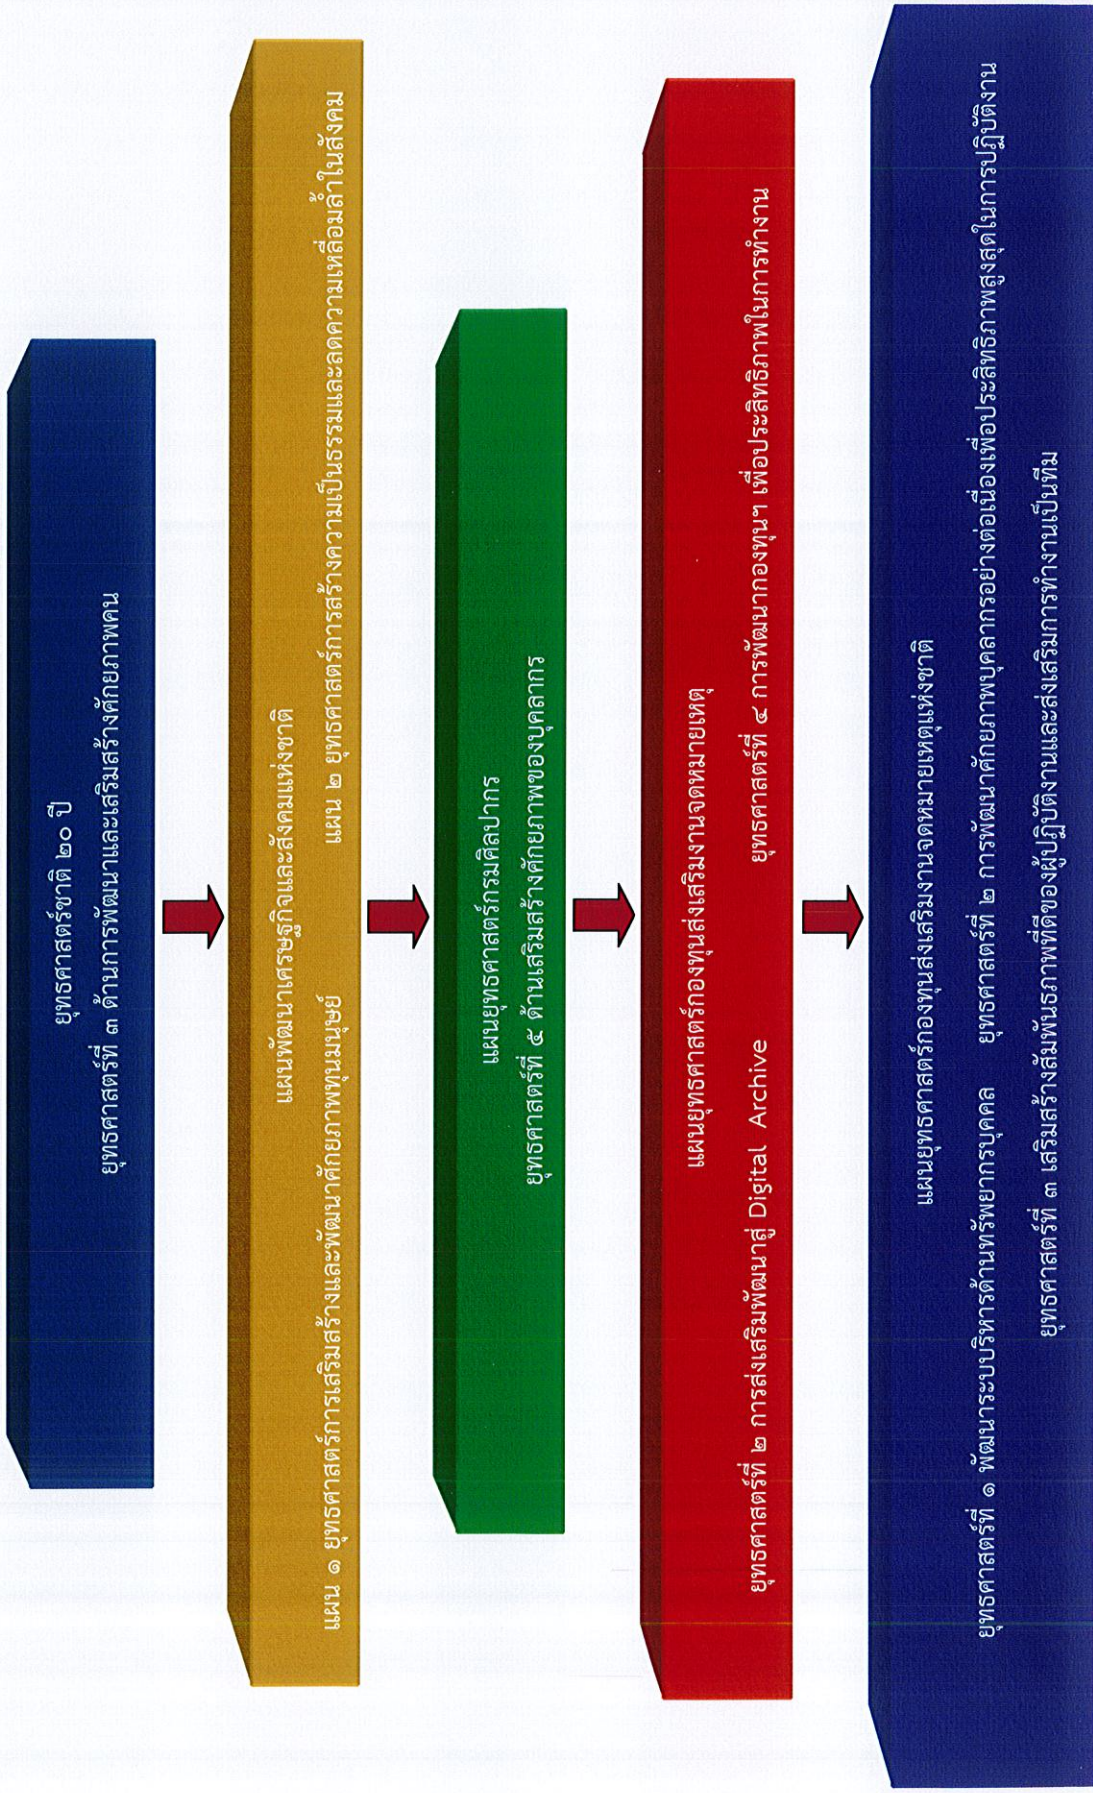 ยุทธศาสตร์ชาติ ๒๐ ปี
ยุทธศาสตร์ที่ ๓ ด้านการพัฒนาและเสริมสร้างศักยภาพคน
แผนพัฒนาเศรษฐกิจและสังคมแห่งชาติ
แผน ๑ ยุทธศาสตร์การเสริมสร้างและพัฒนาศักยภาพทุนมนุษย์ แผน ๒ ยุทธศาสตร์การสร้างความเป็นธรรมและลดความเหลื่อมล้ำในสังคม
แผนยุทธศาสตร์กรมศิลปากร
ยุทธศาสตร์ที่ ๕ ด้านเสริมสร้างศักยภาพของบุคลากร
แผนยุทธศาสตร์กองทุนส่งเสริมงานจดหมายเหตุ
ยุทธศาสตร์ที่ ๒ การส่งเสริมพัฒนาสู่ Digital Archive ยุทธศาสตร์ที่ ๔ การพัฒนากองทุนฯ เพื่อประสิทธิภาพในการทำงาน
แผนยุทธศาสตร์กองทุนส่งเสริมงานจดหมายเหตุแห่งชาติ
ยุทธศาสตร์ที่ ๑ พัฒนาระบบบริหารด้านทรัพยากรบุคคล ยุทธศาสตร์ที่ ๒ การพัฒนาศักยภาพบุคลากรอย่างต่อเนื่องเพื่อประสิทธิภาพสูงสุดในการปฏิบัติงาน
ยุทธศาสตร์ที่ ๓ เสริมสร้างสัมพันธภาพที่ดีของผู้ปฏิบัติงานและส่งเสริมการทำงานเป็นทีม